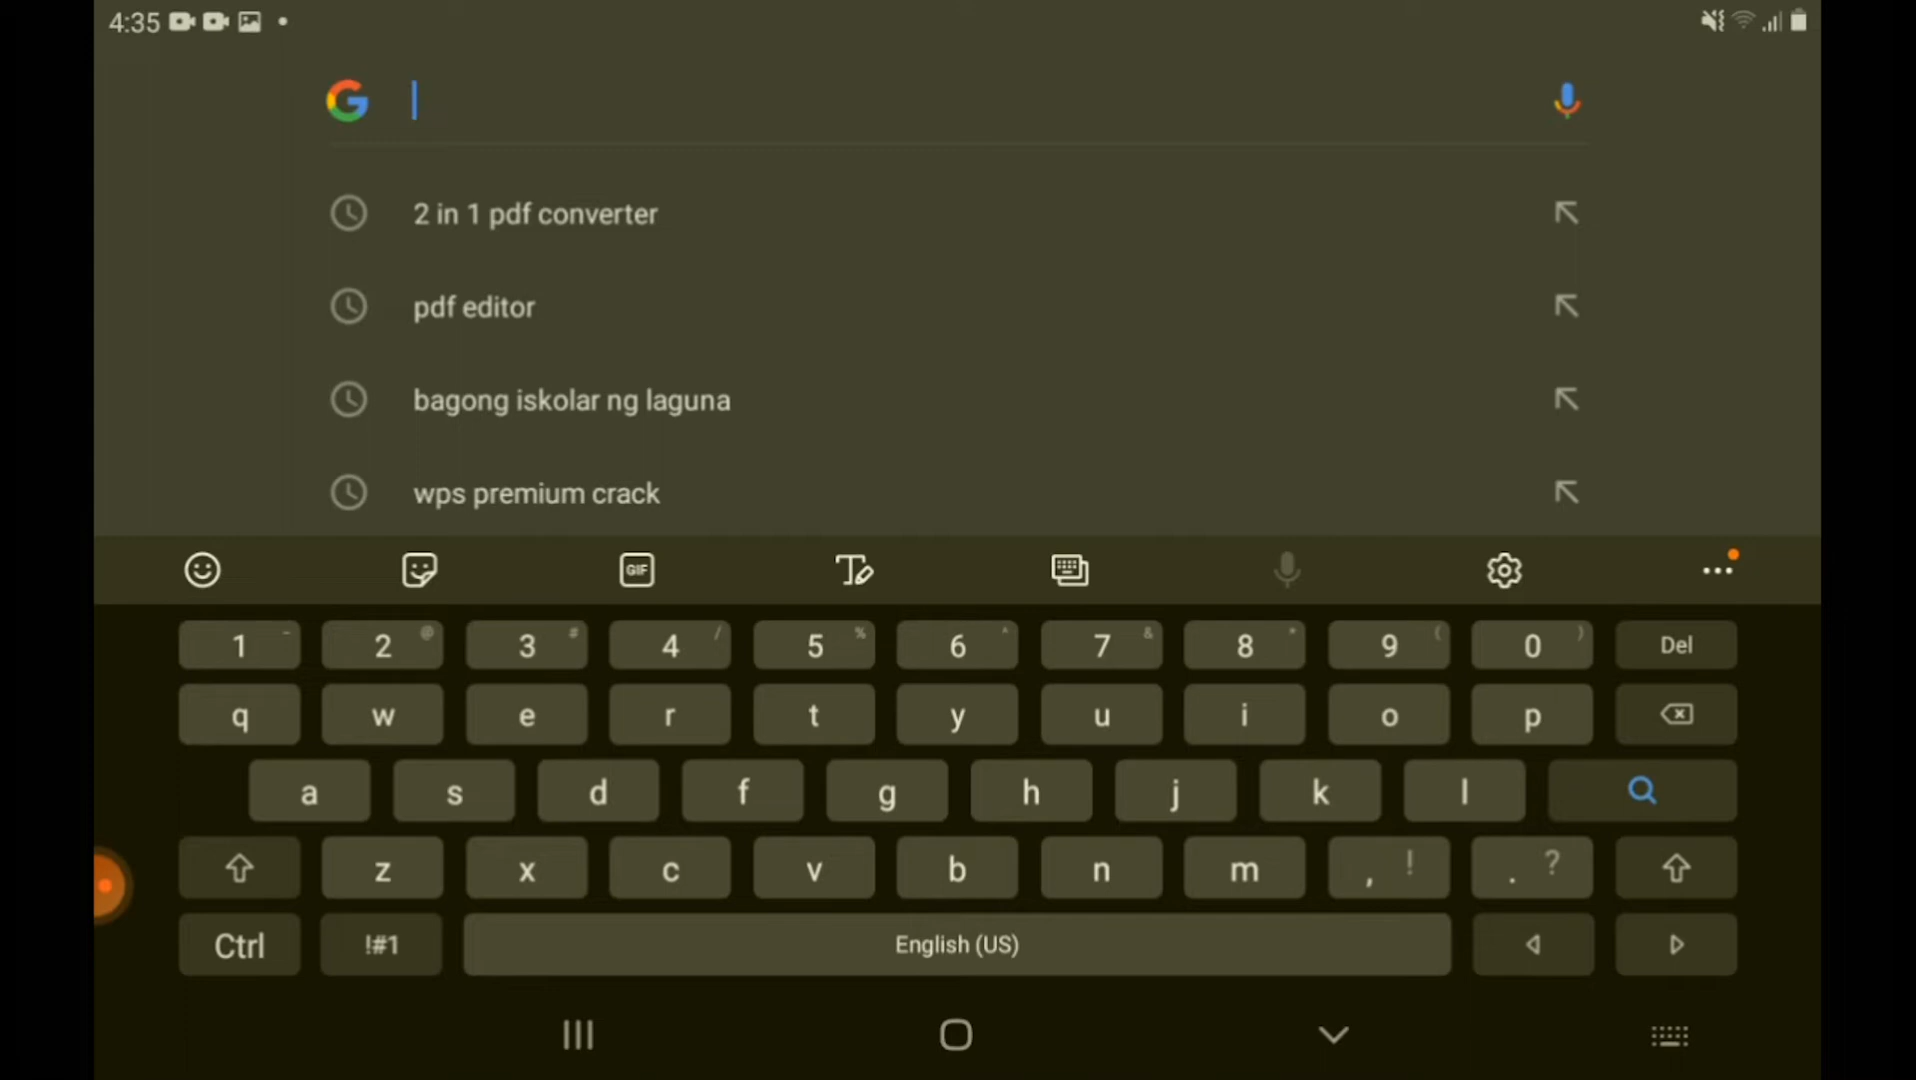 4:35
G
2 in 1 pdf converter
pdf editor
bagong iskolar ng laguna
wps premium crack
GIF
1 - 2 @ 3 # 4 / 5 % 6 ^ 7 & 8 * 9 ( 0 ) Del
q w e r t y u i o p
a s d f g h j k l
z x c v b n m , ! . ?
Ctrl !#1 English (US)